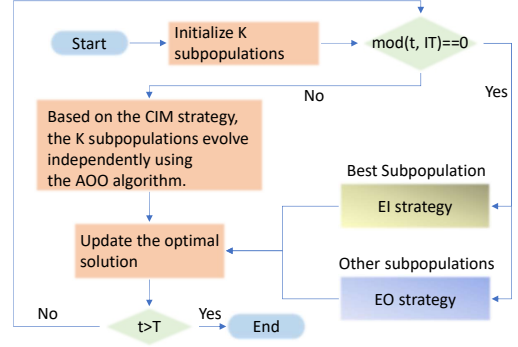 Start
Initialize K
subpopulations
mod(t, IT)==0
No
Yes
Based on the CIM strategy,
the K subpopulations evolve
independently using
the AOO algorithm.
Best Subpopulation
EI strategy
Update the optimal
solution
Other subpopulations
EO strategy
No
t>T
Yes
End